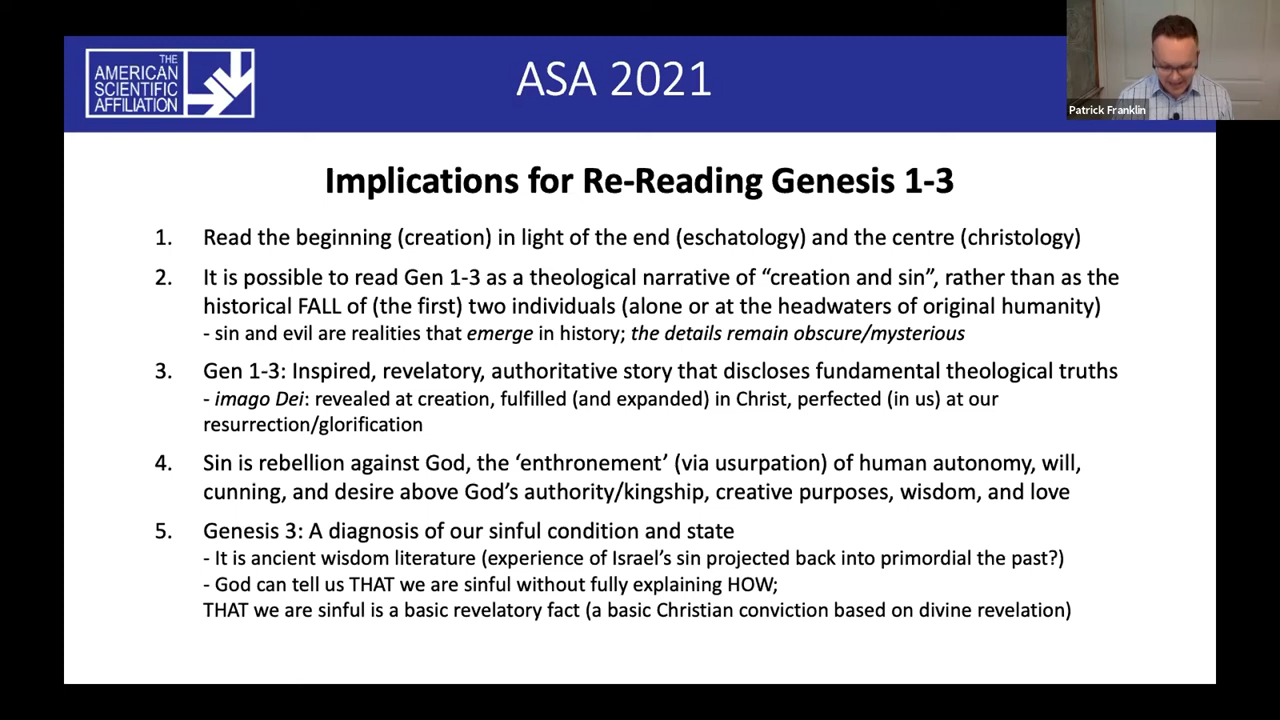 THE
AMERICAN
SCIENTIFIC
AFFILIATION
ASA 2021
Patrick Franklin
Implications for Re-Reading Genesis 1-3
1. Read the beginning (creation) in light of the end (eschatology) and the centre (christology)
2. It is possible to read Gen 1-3 as a theological narrative of “creation and sin”, rather than as the
historical FALL of (the first) two individuals (alone or at the headwaters of original humanity)
- sin and evil are realities that emerge in history; the details remain obscure/mysterious
3. Gen 1-3: Inspired, revelatory, authoritative story that discloses fundamental theological truths
- imago Dei: revealed at creation, fulfilled (and expanded) in Christ, perfected (in us) at our
resurrection/glorification
4. Sin is rebellion against God, the ‘enthronement’ (via usurpation) of human autonomy, will,
cunning, and desire above God’s authority/kingship, creative purposes, wisdom, and love
5. Genesis 3: A diagnosis of our sinful condition and state
- It is ancient wisdom literature (experience of Israel’s sin projected back into primordial the past?)
- God can tell us THAT we are sinful without fully explaining HOW;
THAT we are sinful is a basic revelatory fact (a basic Christian conviction based on divine revelation)